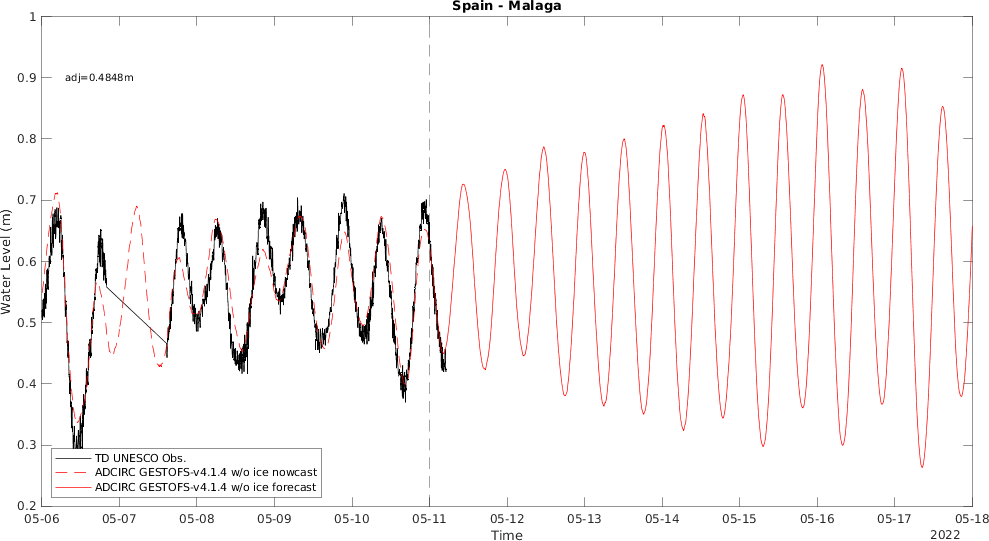 Spain - Malaga
adj=0.4848m
Water Level (m)
1
0.9
0.8
0.7
0.6
0.5
0.4
0.3
0.2
TD UNESCO Obs.
ADCIRC GESTOFS-v4.1.4 w/o ice nowcast
ADCIRC GESTOFS-v4.1.4 w/o ice forecast
05-06 05-07 05-08 05-09 05-10 05-11 05-12 05-13 05-14 05-15 05-16 05-17 05-18
Time
2022